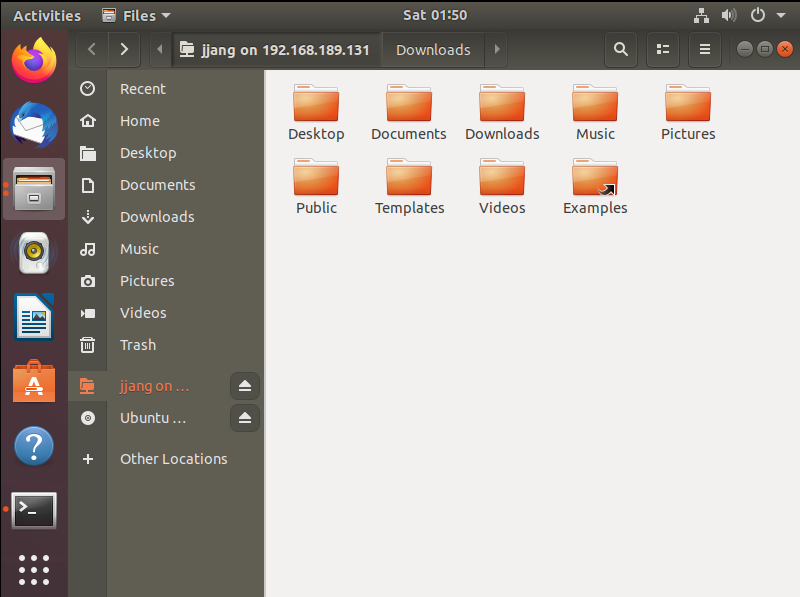 Activities Files Sat 01:50
jjang on 192.168.189.131 Downloads
Recent
Home
Desktop
Documents
Downloads
Music
Pictures
Videos
Trash
jjang on …
Ubuntu …
Other Locations
Desktop Documents Downloads Music Pictures
Public Templates Videos Examples